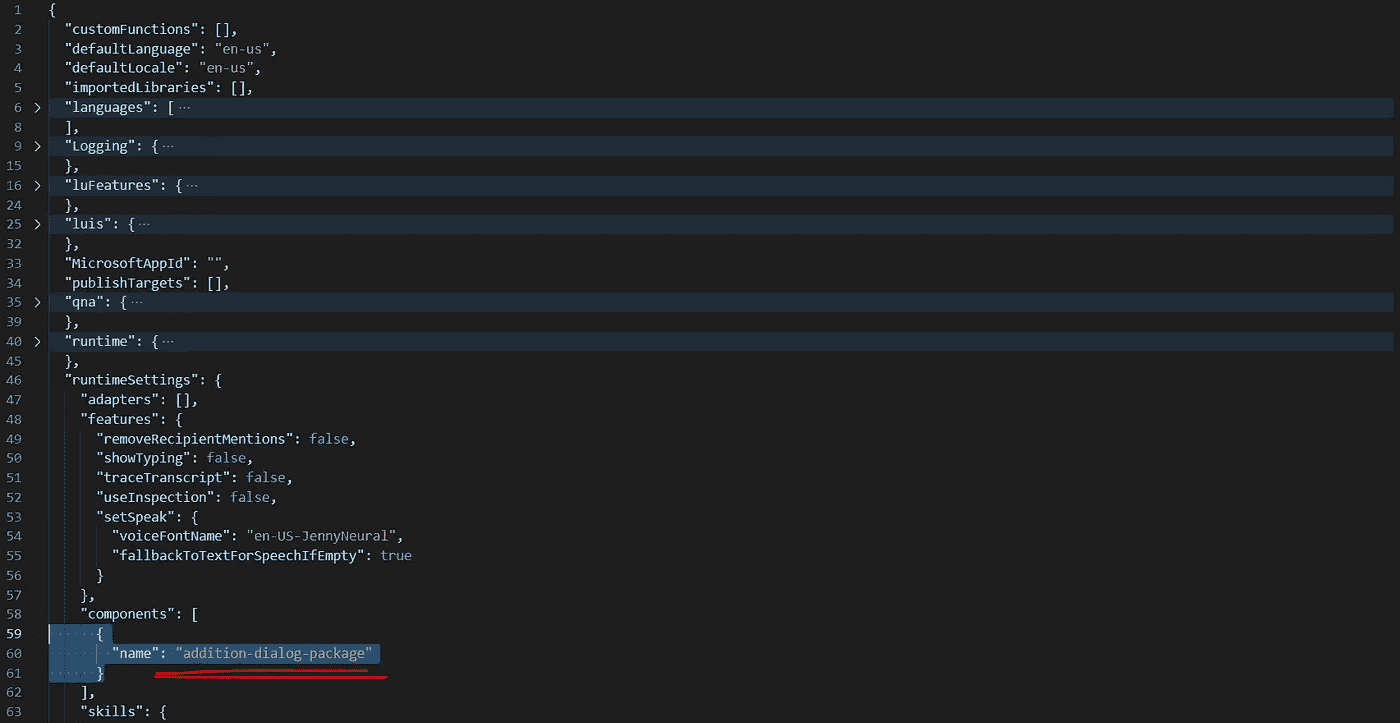 1 {
2 "customFunctions": [],
3 "defaultLanguage": "en-us",
4 "defaultLocale": "en-us",
5 "importedLibraries": [],
6 > "languages": [ ···
8 ],
9 > "Logging": { ···
15 },
16 > "luFeatures": { ···
24 },
25 > "luis": { ···
32 },
33 "MicrosoftAppId": "",
34 "publishTargets": [],
35 > "qna": { ···
39 },
40 > "runtime": { ···
45 },
46 "runtimeSettings": {
47 "adapters": [],
48 "features": {
49 "removeRecipientMentions": false,
50 "showTyping": false,
51 "traceTranscript": false,
52 "useInspection": false,
53 "setSpeak": {
54 "voiceFontName": "en-US-JennyNeural",
55 "fallbackToTextForSpeechIfEmpty": true
56 }
57 },
58 "components": [
59 {
60 "name": "addition-dialog-package"
61 }
62 ],
63 "skills": {